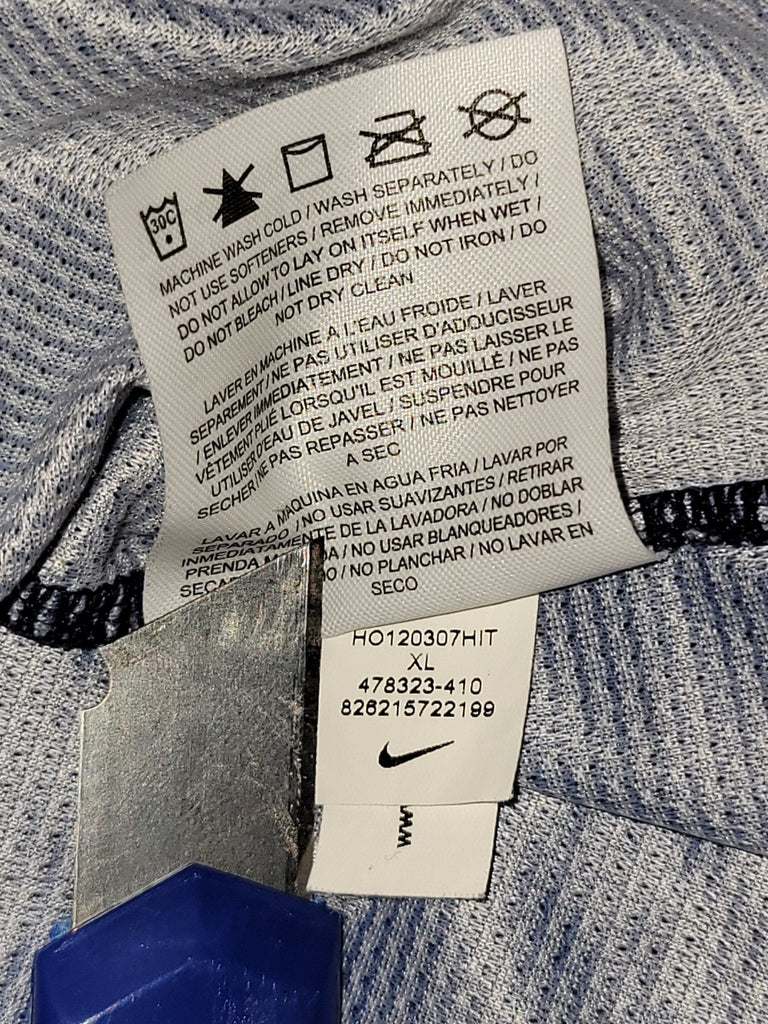 30C
MACHINE WASH COLD / WASH SEPARATELY / DO
NOT USE SOFTENERS / REMOVE IMMEDIATELY /
DO NOT ALLOW TO LAY ON ITSELF WHEN WET /
DO NOT BLEACH / LINE DRY / DO NOT IRON / DO
NOT DRY CLEAN
LAVER EN MACHINE A L'EAU FROIDE / LAVER
SEPAREMENT / NE PAS UTILISER D'ADOUCISSEUR
/ ENLEVER IMMEDIATEMENT / NE PAS LAISSER LE
VÊTEMENT PLIÉ LORSQU'IL EST MOUILLÉ / NE PAS
UTILISER D'EAU DE JAVEL / SUSPENDRE POUR
SECHER / NE PAS REPASSER / NE PAS NETTOYER
A SEC
LAVAR A MAQUINA EN AGUA FRIA / LAVAR POR
SEPARADO / NO USAR SUAVIZANTES / RETIRAR
INMEDIATAMENTE DE LA LAVADORA / NO DOBLAR
PRENDA / NO USAR BLANQUEADORES /
/ NO PLANCHAR / NO LAVAR EN
SECO
HO120307HIT
XL
478323-410
826215722199